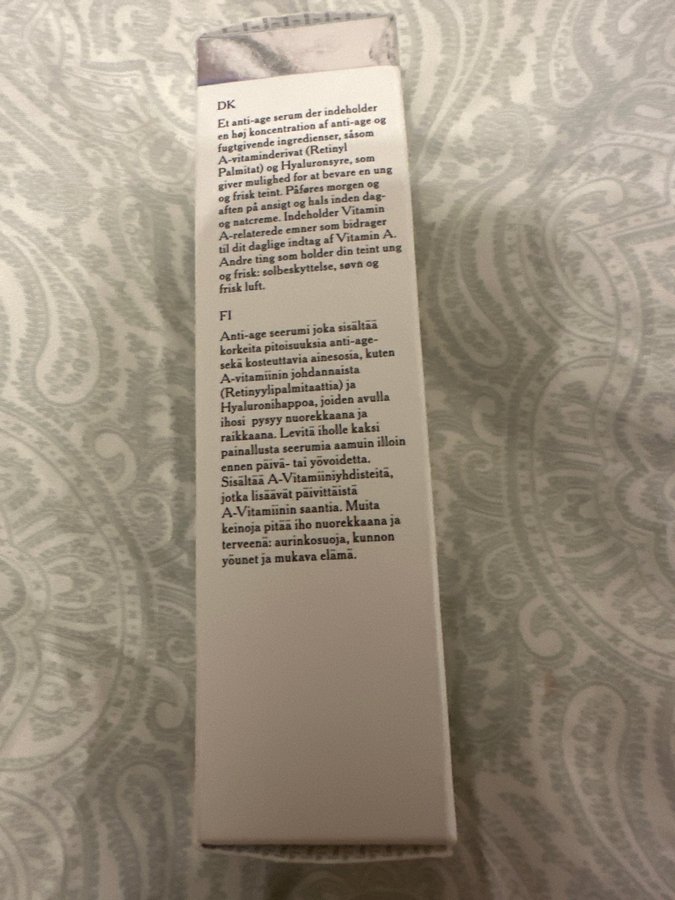 DK
Et anti-age serum der indeholder
en høj koncentration af anti-age og
fugtgivende ingredienser, såsom
A-vitaminderivat (Retinyl
Palmitat) og Hyaluronsyre, som
giver mulighed for at bevare en ung
og frisk teint. Påføres morgen og
aften på ansigt og hals inden dag-
og natcreme. Indeholder Vitamin
A-relaterede emner som bidrager
til dit daglige indtag af Vitamin A.
Andre ting som holder din teint ung
og frisk: solbeskyttelse, søvn og
frisk luft.
FI
Anti-age seerumi joka sisältää
korkeita pitoisuuksia anti-age-
sekä kosteuttavia ainesosia, kuten
A-vitamiinin johdannaista
(Retinyylipalmitaattia) ja
Hyaluronihappoa, joiden avulla
ihosi pysyy nuorekkaana ja
raikkaana. Levitä iholle kaksi
painallusta seerumia aamuin illoin
ennen päivä- tai yövoidetta.
Sisältää A-Vitamiiniyhdisteitä,
jotka lisäävät päivittäistä
A-Vitamiinin saantia. Muita
keinoja pitää iho nuorekkaana ja
terveenä: aurinkosuoja, kunnon
yöunet ja mukava elämä.